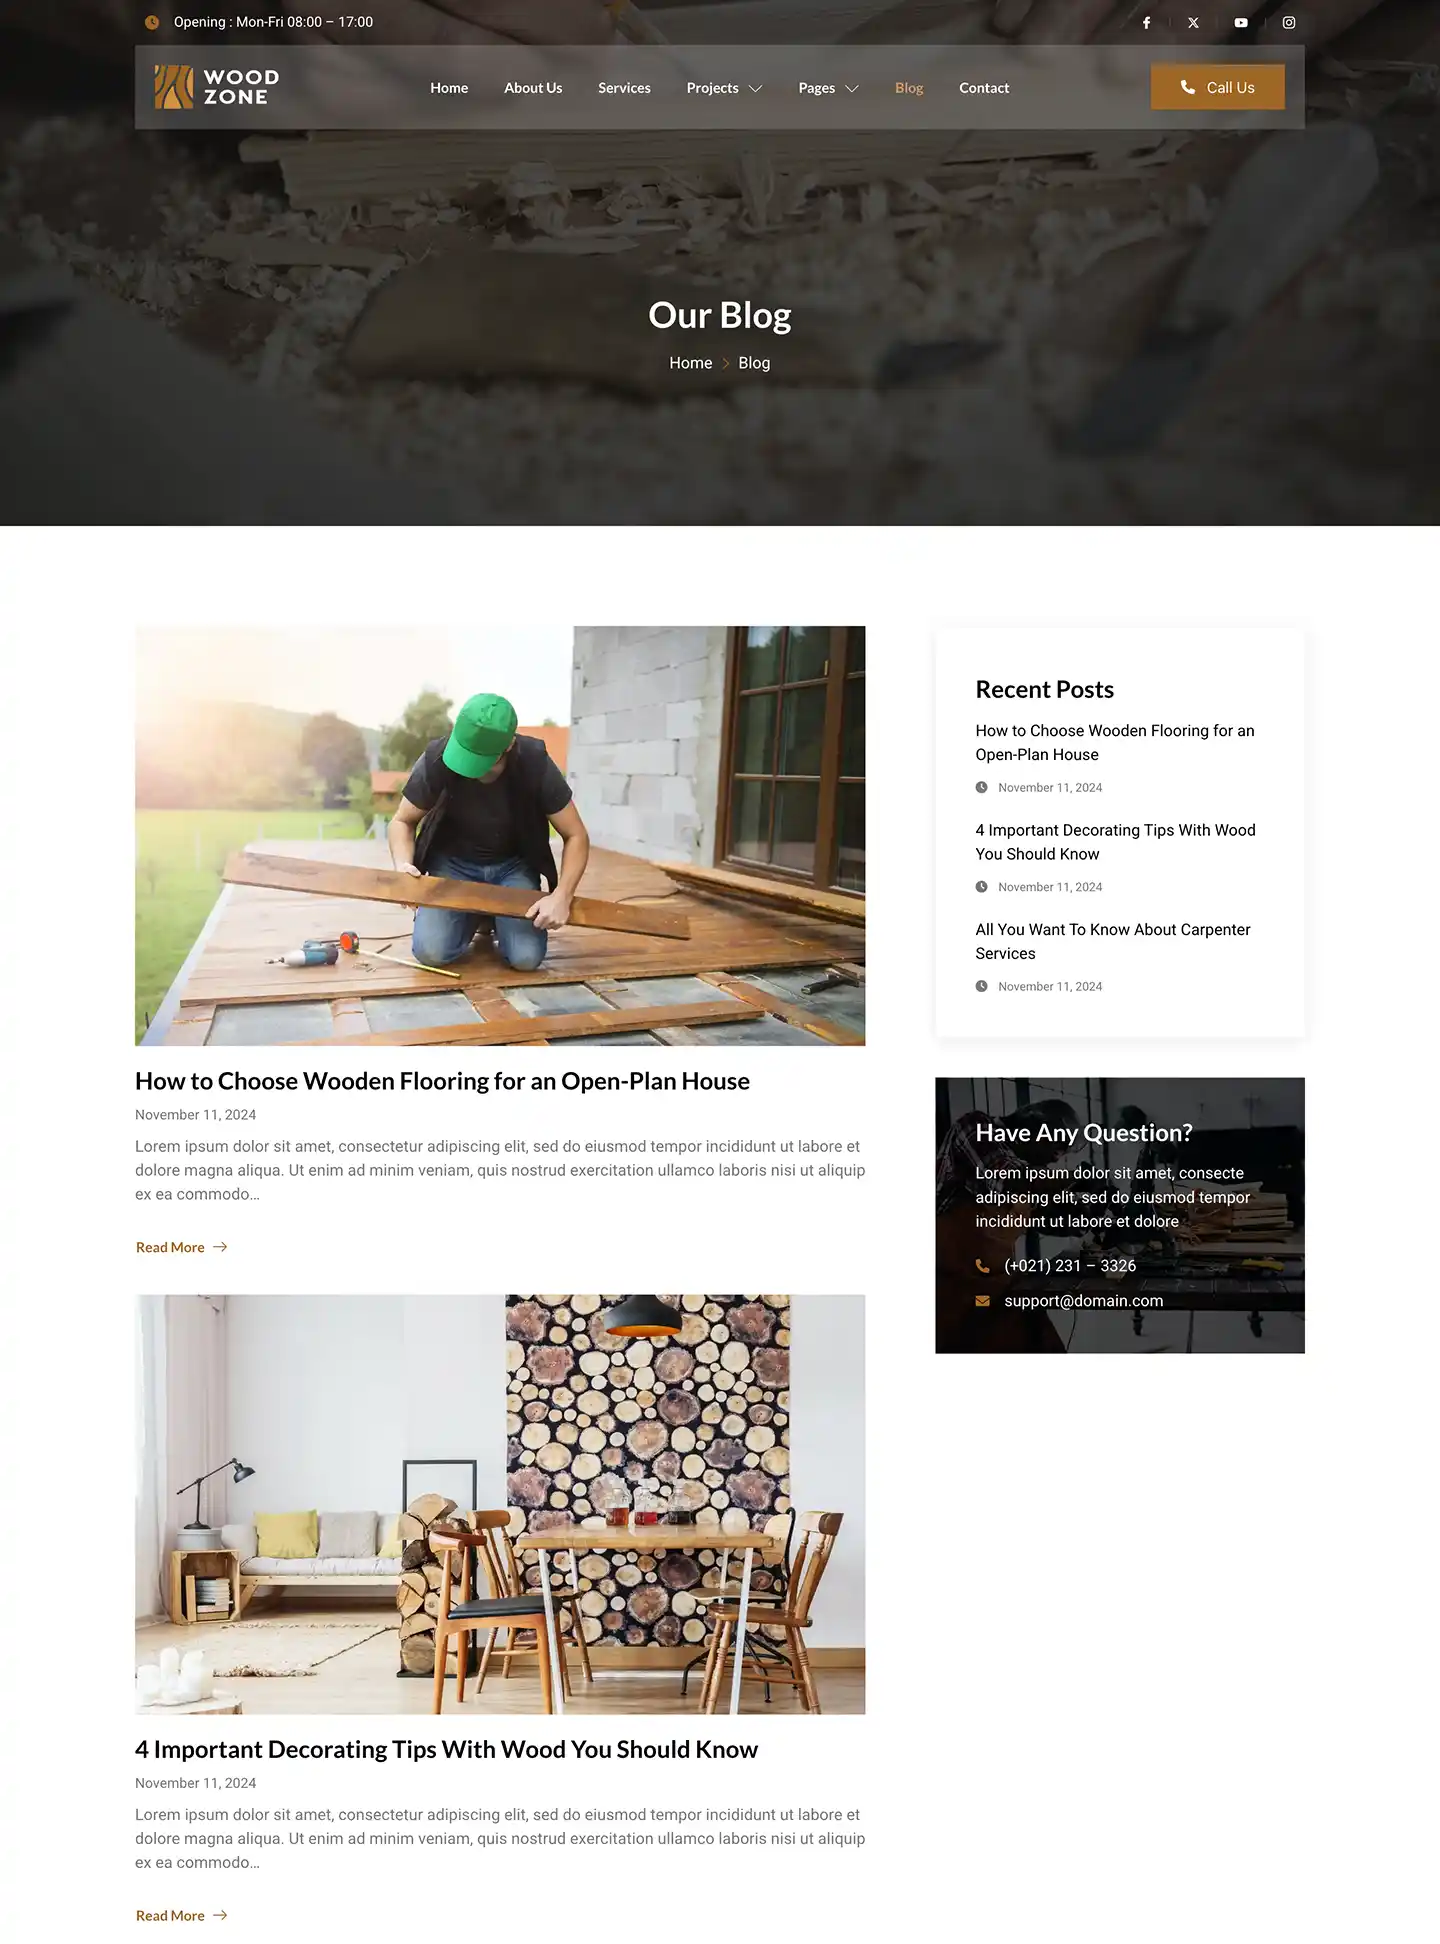 Opening : Mon-Fri 08:00 – 17:00
WOOD
ZONE
Home
About Us
Services
Projects
Pages
Blog
Contact
Call Us
Our Blog
Home
Blog
How to Choose Wooden Flooring for an Open-Plan House
November 11, 2024
Lorem ipsum dolor sit amet, consectetur adipiscing elit, sed do eiusmod tempor incididunt ut labore et
dolore magna aliqua. Ut enim ad minim veniam, quis nostrud exercitation ullamco laboris nisi ut aliquip
ex ea commodo...
Read More
4 Important Decorating Tips With Wood You Should Know
November 11, 2024
Lorem ipsum dolor sit amet, consectetur adipiscing elit, sed do eiusmod tempor incididunt ut labore et
dolore magna aliqua. Ut enim ad minim veniam, quis nostrud exercitation ullamco laboris nisi ut aliquip
ex ea commodo...
Read More
Recent Posts
How to Choose Wooden Flooring for an
Open-Plan House
November 11, 2024
4 Important Decorating Tips With Wood
You Should Know
November 11, 2024
All You Want To Know About Carpenter
Services
November 11, 2024
Have Any Question?
Lorem ipsum dolor sit amet, consecte
adipiscing elit, sed do eiusmod tempor
incididunt ut labore et dolore
(+021) 231 – 3326
support@domain.com